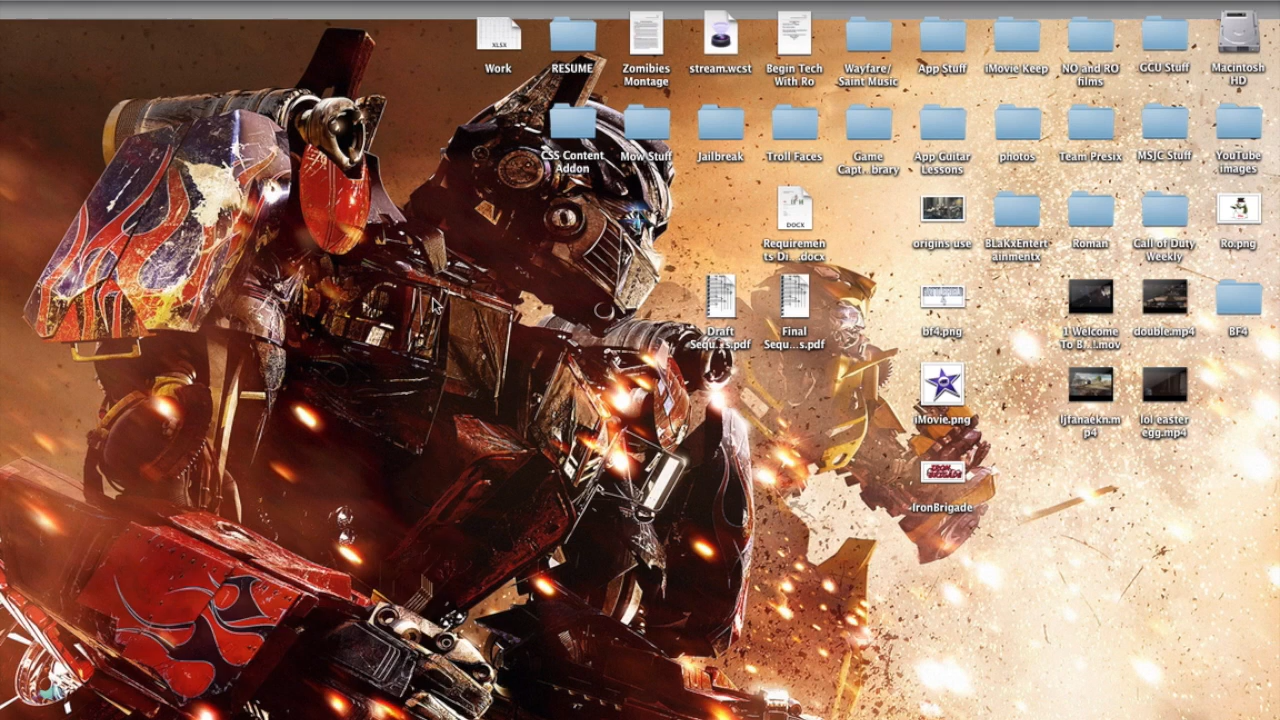 XLSX
Work
RESUME
Zomibies
Montage
stream.wcst
Begin Tech
With Ro
Wayfare/
Saint Music
App Stuff
iMovie Keep
NO and RO
films
GCU Stuff
Macintosh
HD
CSS Content
Addon
Mow Stuff
Jailbreak
Troll Faces
Game
Capt...brary
App Guitar
Lessons
photos
Team Presix
MSJC Stuff
YouTube
images
DOCX
Requiremen
ts Di....docx
origins use
BLaKxEntert
ainmentx
Roman
Call of Duty
Weekly
Ro.png
Draft
Sequ...s.pdf
Final
Sequ...s.pdf
bf4.png
1 Welcome
To B...!.mov
double.mp4
BF4
iMovie.png
ljfanaekn.m
p4
lol easter
egg.mp4
IRON
BRIGADE
IronBrigade